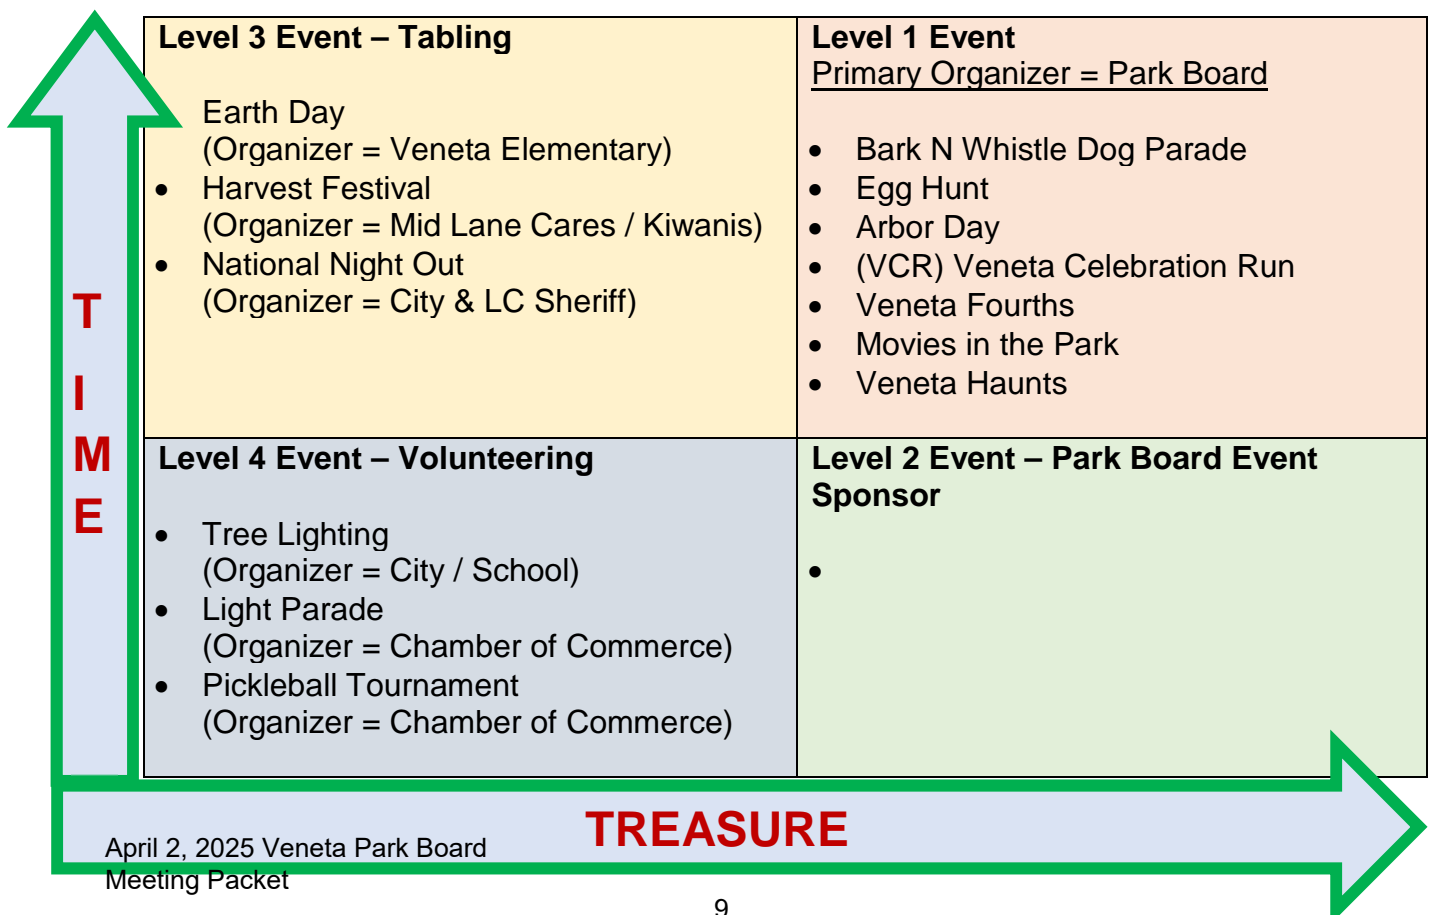 Level 3 Event – Tabling
Earth Day
(Organizer = Veneta Elementary)
• Harvest Festival
(Organizer = Mid Lane Cares / Kiwanis)
• National Night Out
(Organizer = City & LC Sheriff)
Level 1 Event
Primary Organizer = Park Board
• Bark N Whistle Dog Parade
• Egg Hunt
• Arbor Day
• (VCR) Veneta Celebration Run
• Veneta Fourths
• Movies in the Park
• Veneta Haunts
T
I
M
E
Level 4 Event – Volunteering
• Tree Lighting
(Organizer = City / School)
• Light Parade
(Organizer = Chamber of Commerce)
• Pickleball Tournament
(Organizer = Chamber of Commerce)
Level 2 Event – Park Board Event
Sponsor
•
TREASURE
April 2, 2025 Veneta Park Board
Meeting Packet
9